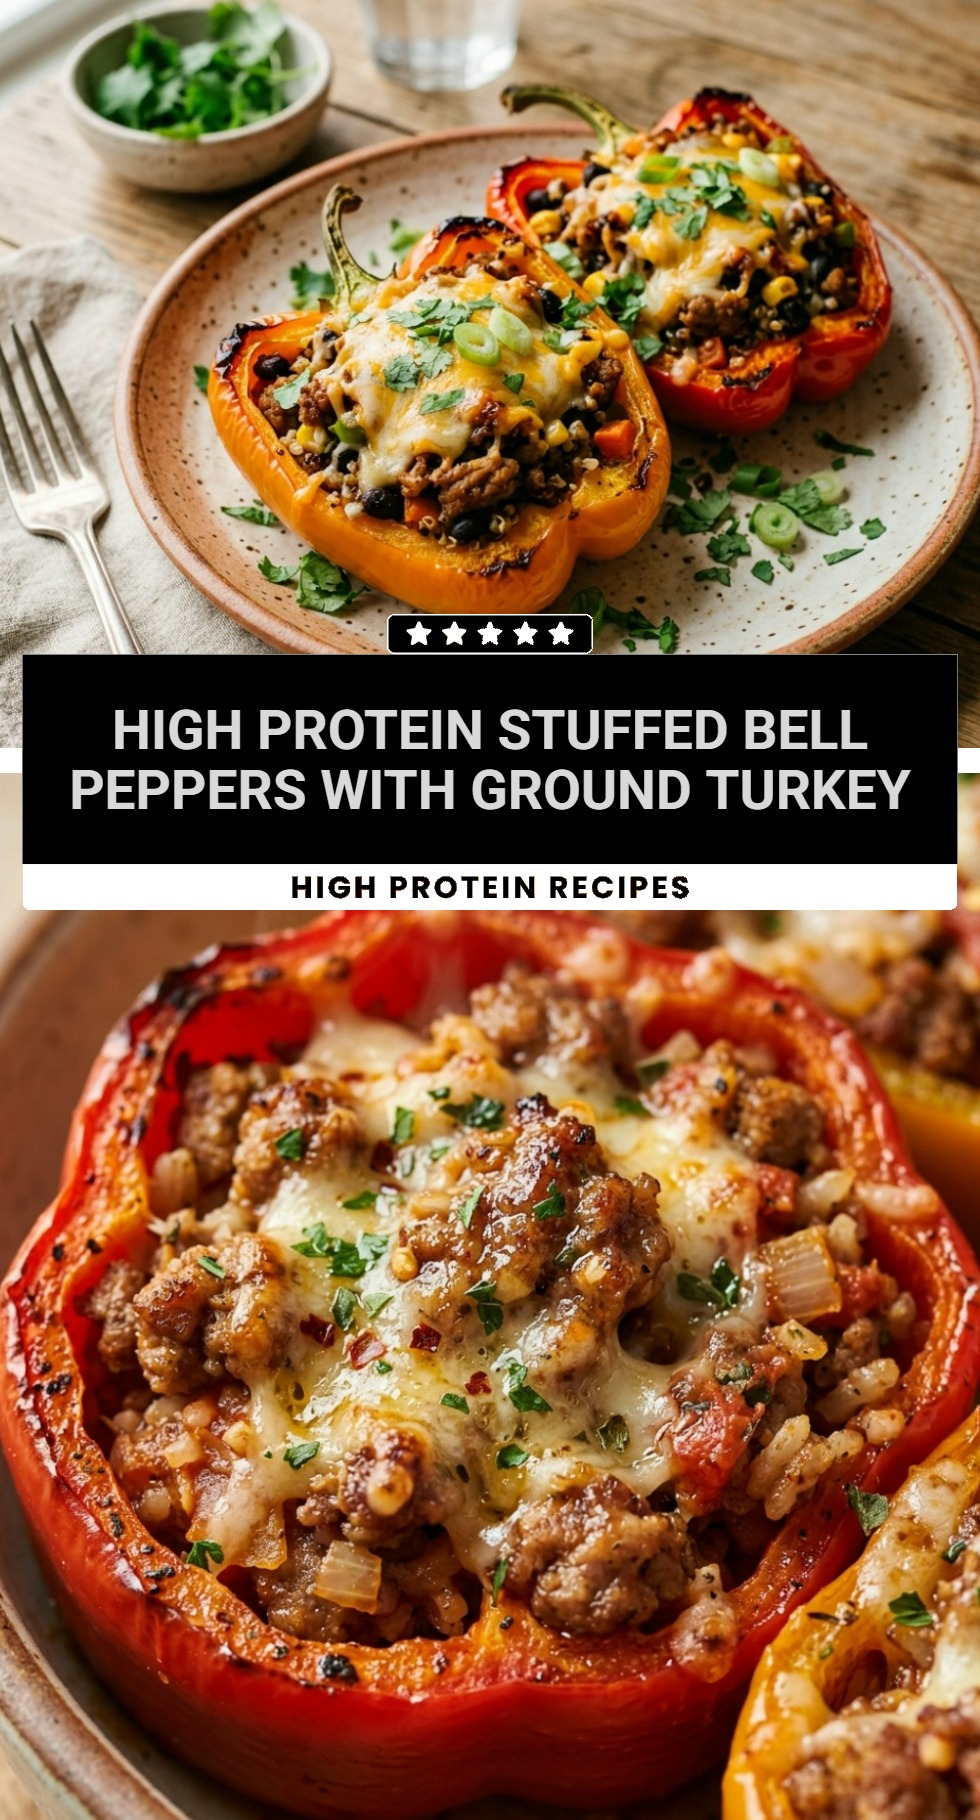 HIGH PROTEIN STUFFED BELL
PEPPERS WITH GROUND TURKEY
HIGH PROTEIN RECIPES